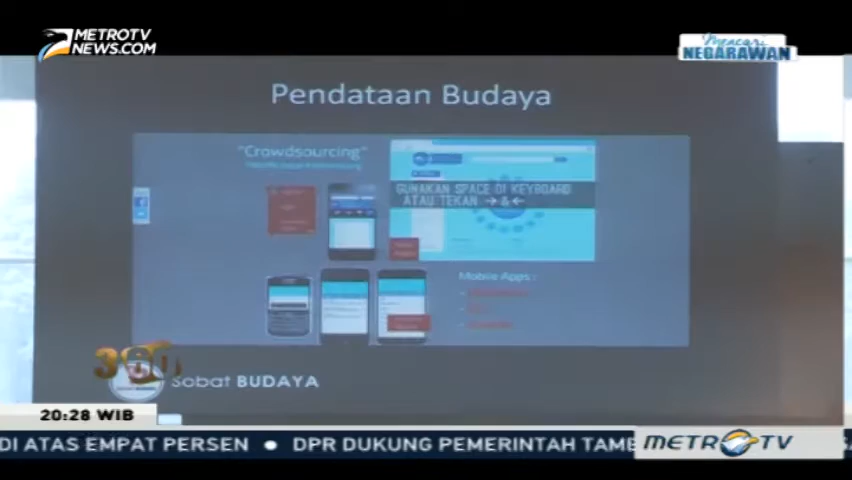 METROTV
NEWS.COM
Mencari
NEGARAWAN
Pendataan Budaya
"Crowdsourcing"
GUNAKAN SPACE DI KEYBOARD
ATAU TEKAN → & ←
Mobile Apps :
360
Sobat BUDAYA
20:28 WIB
DI ATAS EMPAT PERSEN • DPR DUKUNG PEMERINTAH TAMB
METRO TV